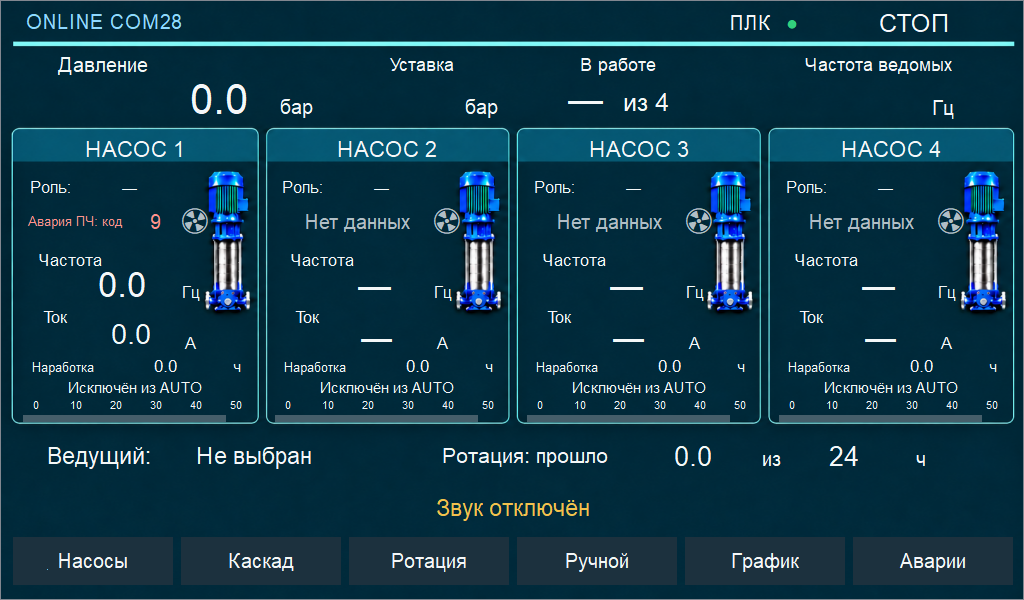 ONLINE COM28 ПЛК СТОП
Давление Уставка В работе Частота ведомых
0.0 бар бар — из 4 Гц
НАСОС 1 НАСОС 2 НАСОС 3 НАСОС 4
Роль: — Роль: — Роль: — Роль: —
Авария ПЧ: код 9 Нет данных Нет данных Нет данных
Частота Частота Частота Частота
0.0 Гц — Гц — Гц — Гц
Ток Ток Ток Ток
0.0 А — А — А — А
Наработка 0.0 ч Наработка 0.0 ч Наработка 0.0 ч Наработка 0.0 ч
Исключён из AUTO Исключён из AUTO Исключён из AUTO Исключён из AUTO
0 10 20 30 40 50 0 10 20 30 40 50 0 10 20 30 40 50 0 10 20 30 40 50
Ведущий: Не выбран Ротация: прошло 0.0 из 24 ч
Звук отключён
Насосы Каскад Ротация Ручной График Аварии